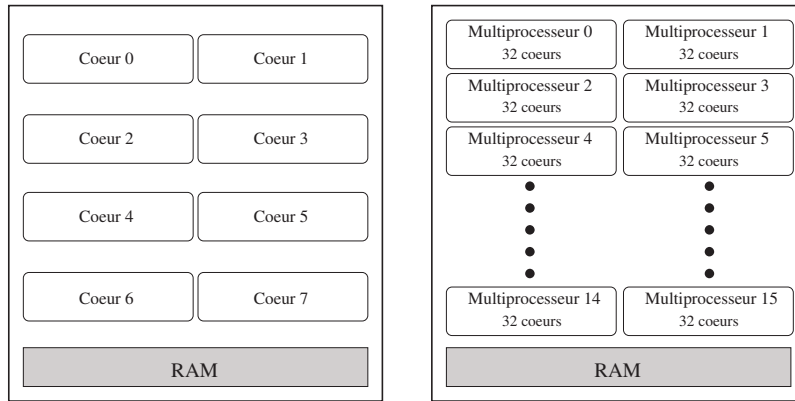 Coeur 0
Coeur 1
Coeur 2
Coeur 3
Coeur 4
Coeur 5
Coeur 6
Coeur 7
RAM
Multiprocesseur 0
32 coeurs
Multiprocesseur 1
32 coeurs
Multiprocesseur 2
32 coeurs
Multiprocesseur 3
32 coeurs
Multiprocesseur 4
32 coeurs
Multiprocesseur 5
32 coeurs
Multiprocesseur 14
32 coeurs
Multiprocesseur 15
32 coeurs
RAM